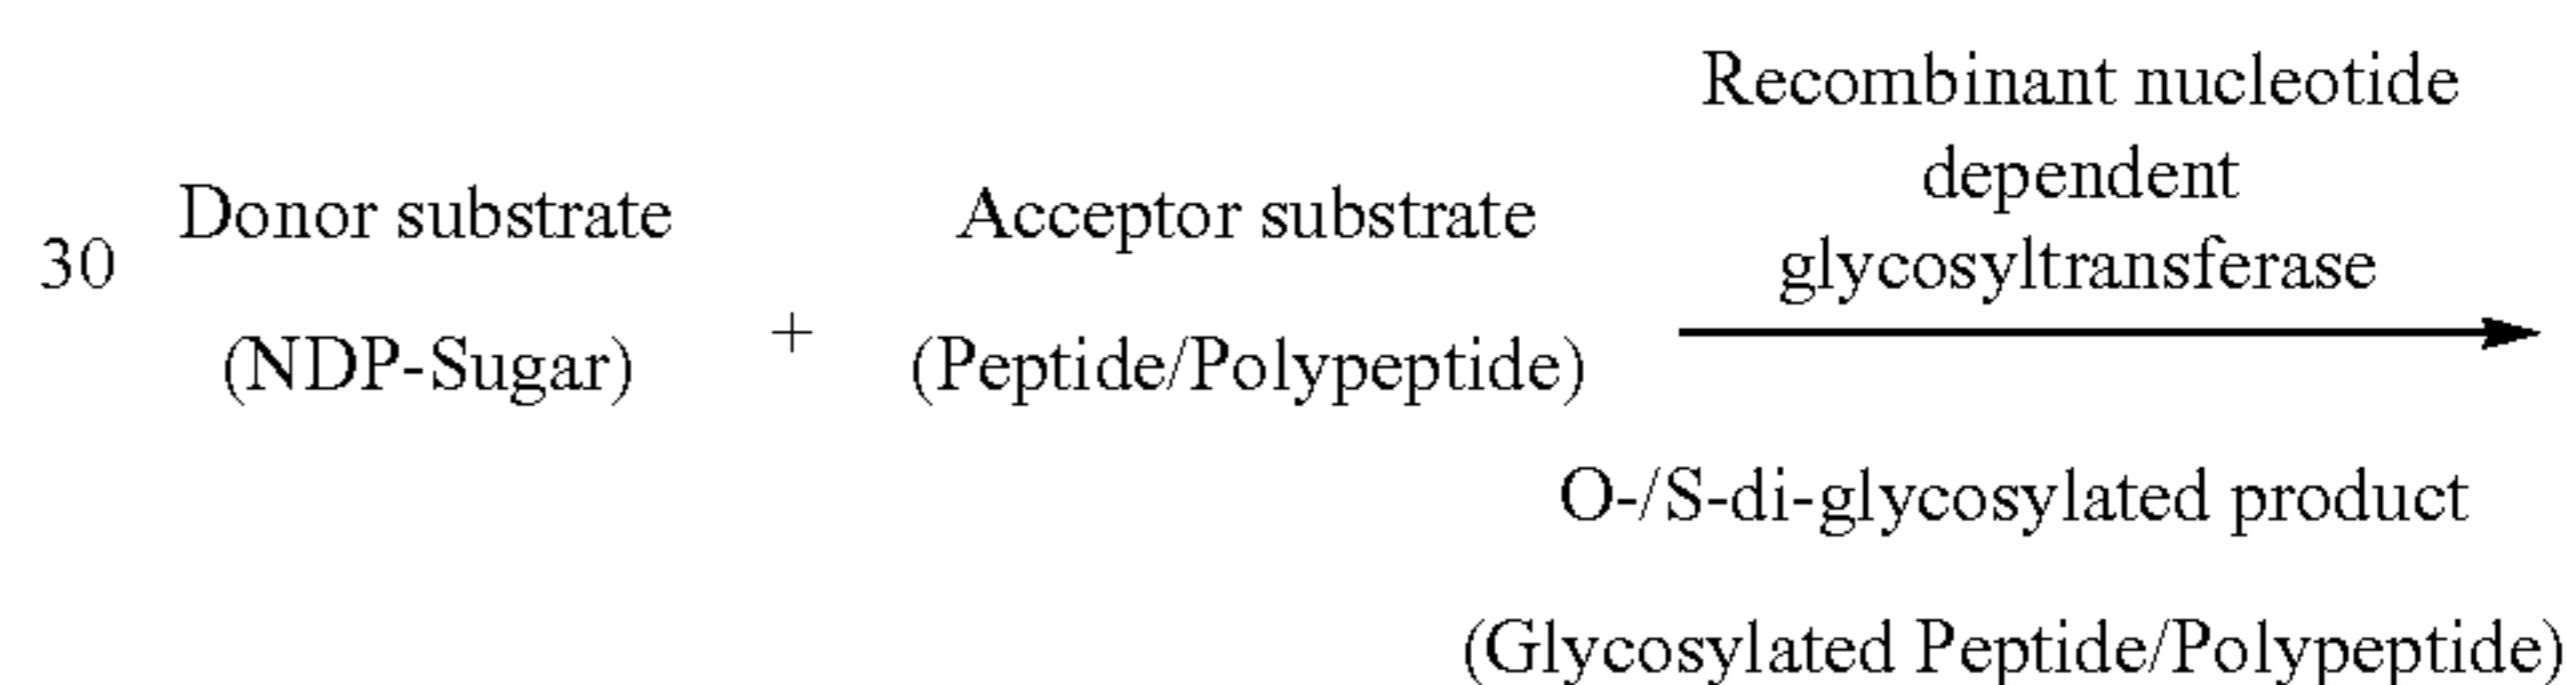 Recombinant nucleotide
dependent
glycosyltransferase
30 Donor substrate Acceptor substrate
(NDP-Sugar) + (Peptide/Polypeptide)
O-/S-di-glycosylated product
(Glycosylated Peptide/Polypeptide)